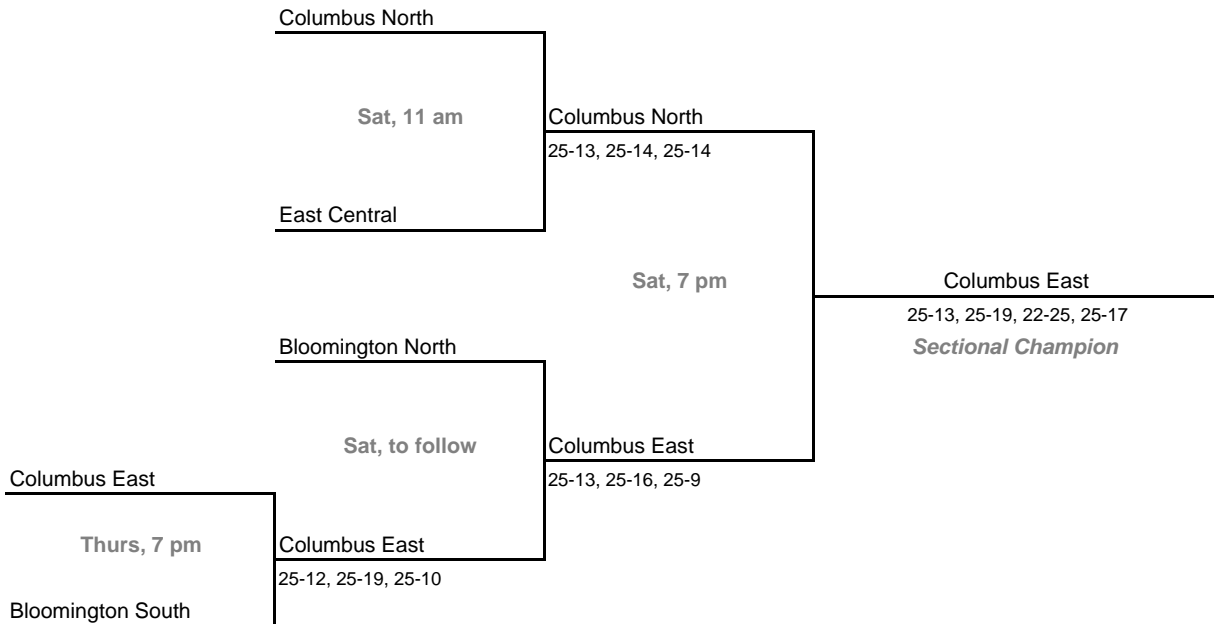 Columbus North
Sat, 11 am
Columbus North
25-13, 25-14, 25-14
East Central
Sat, 7 pm
Columbus East
25-13, 25-19, 22-25, 25-17
Bloomington North
Sectional Champion
Sat, to follow
Columbus East
Columbus East
25-13, 25-16, 25-9
Thurs, 7 pm
Columbus East
25-12, 25-19, 25-10
Bloomington South